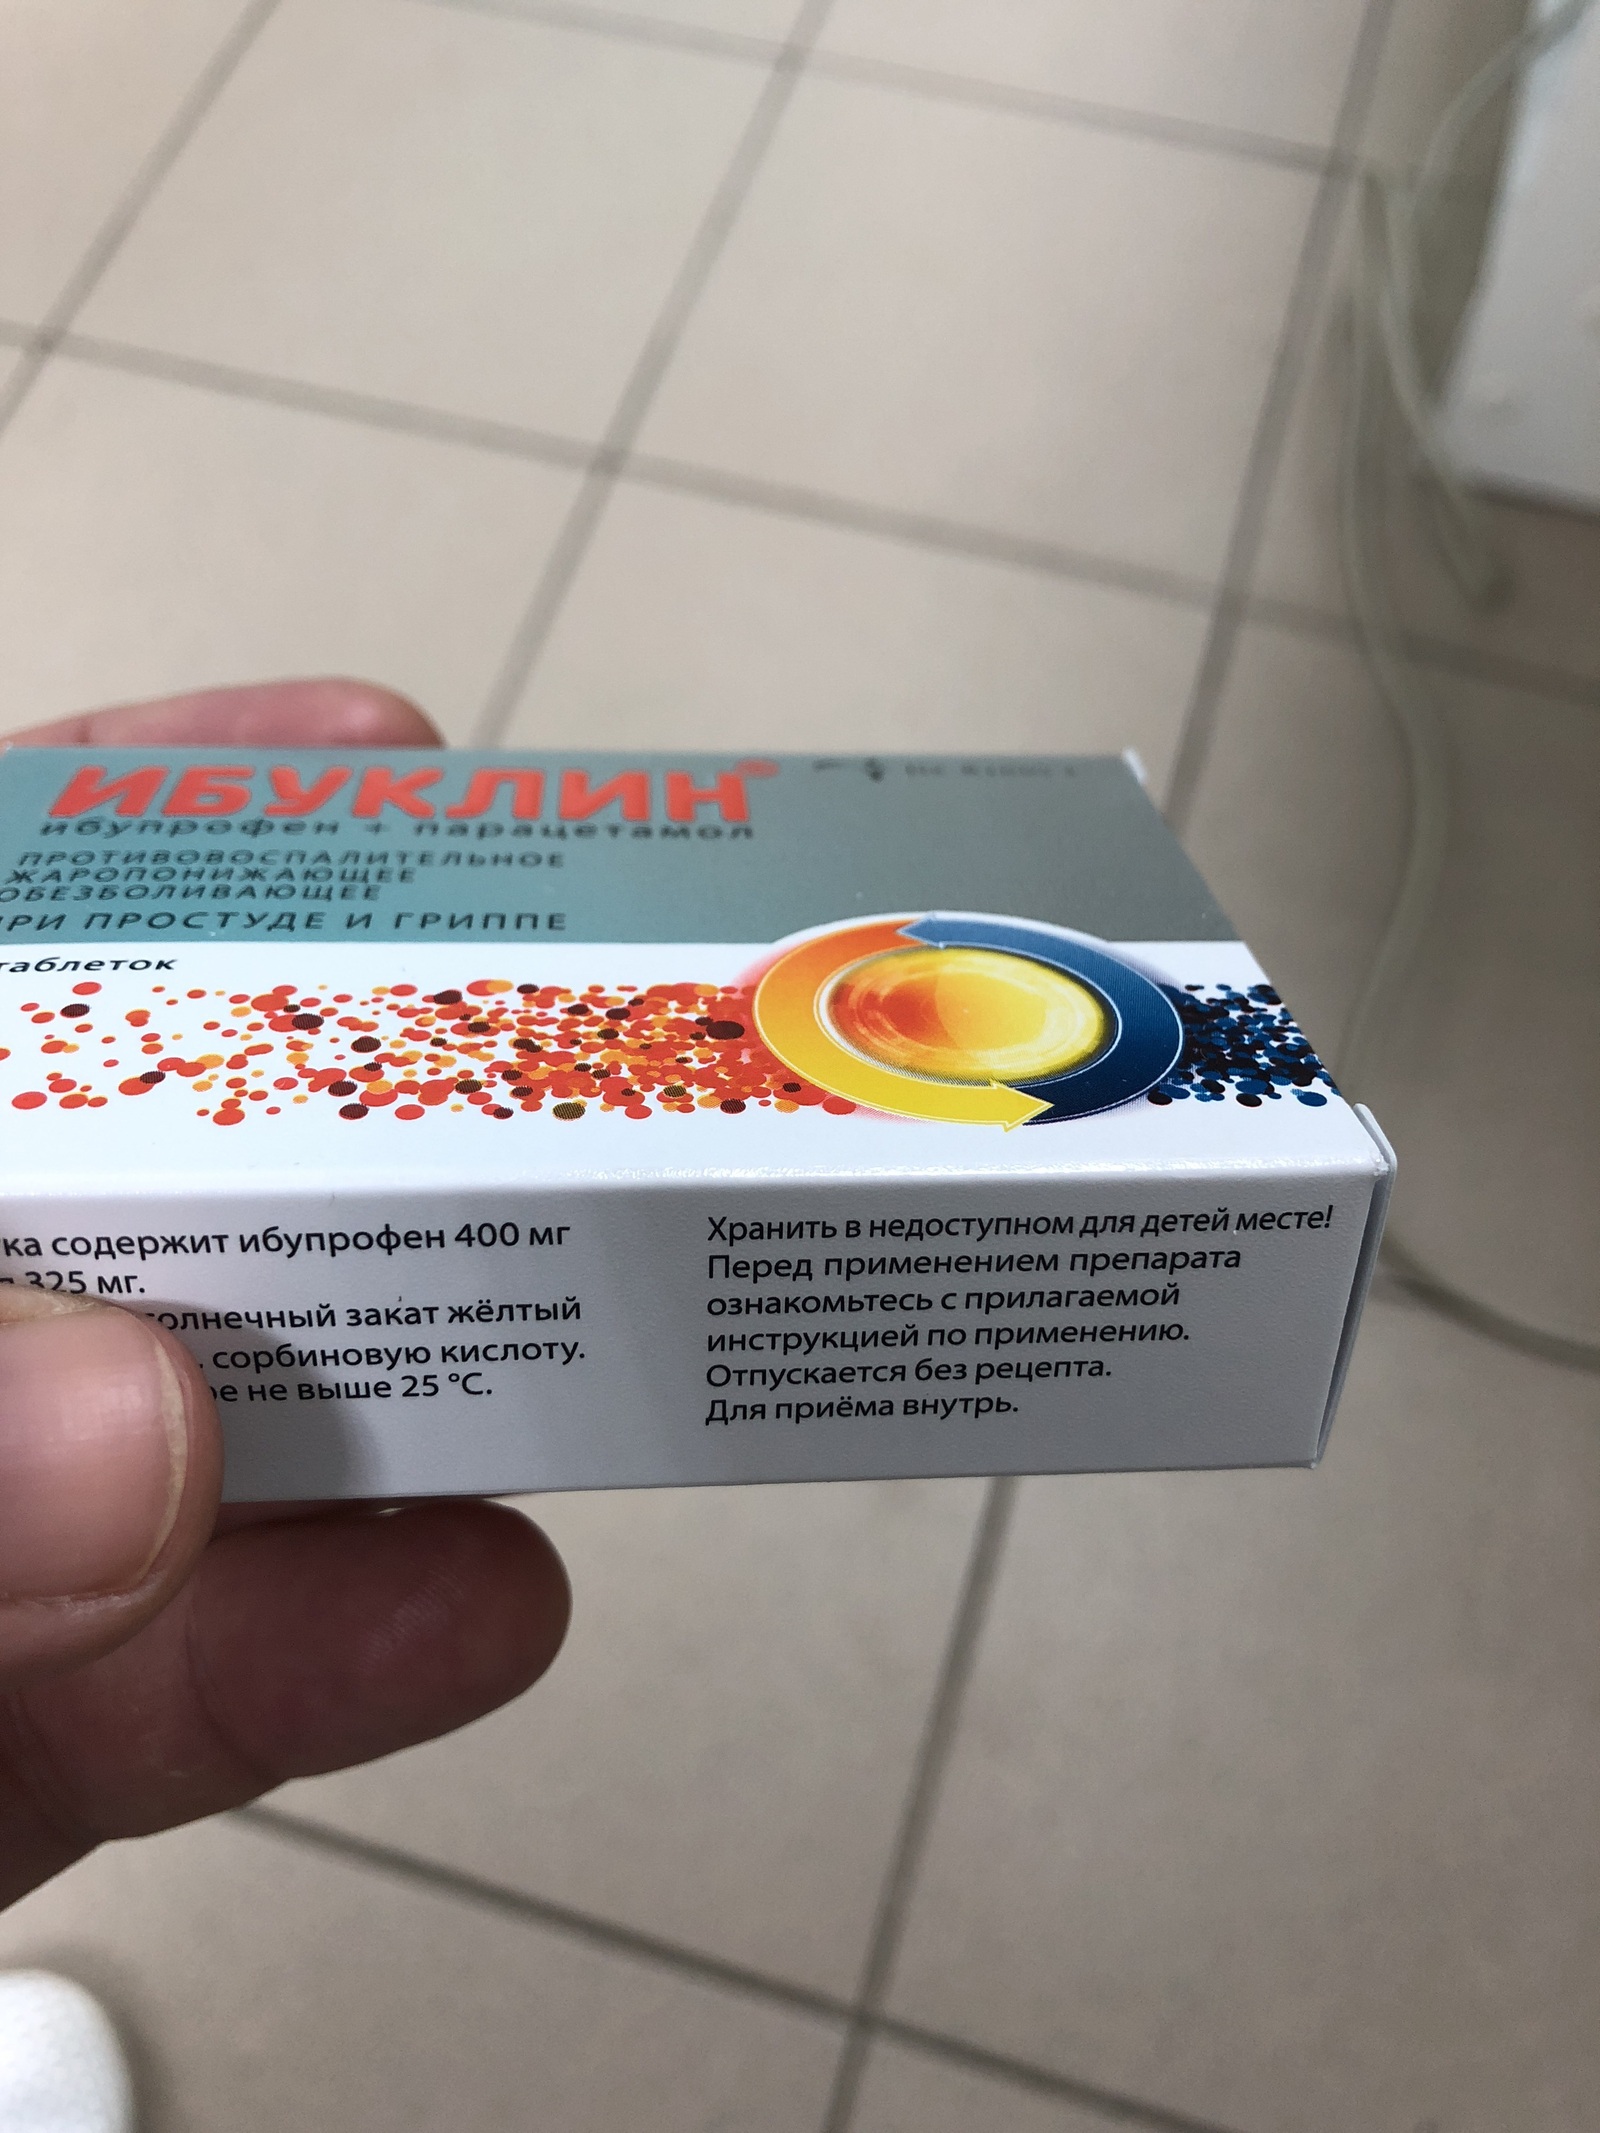 ИБУКЛИН®
ибупрофен + парацетамол
ПРОТИВОВОСПАЛИТЕЛЬНОЕ
ЖАРОПОНИЖАЮЩЕЕ
ОБЕЗБОЛИВАЮЩЕЕ
ПРИ ПРОСТУДЕ И ГРИППЕ
таблеток
ка содержит ибупрофен 400 мг
325 мг.
солнечный закат жёлтый
сорбиновую кислоту.
ре не выше 25 °C.
Хранить в недоступном для детей месте!
Перед применением препарата
ознакомьтесь с прилагаемой
инструкцией по применению.
Отпускается без рецепта.
Для приёма внутрь.